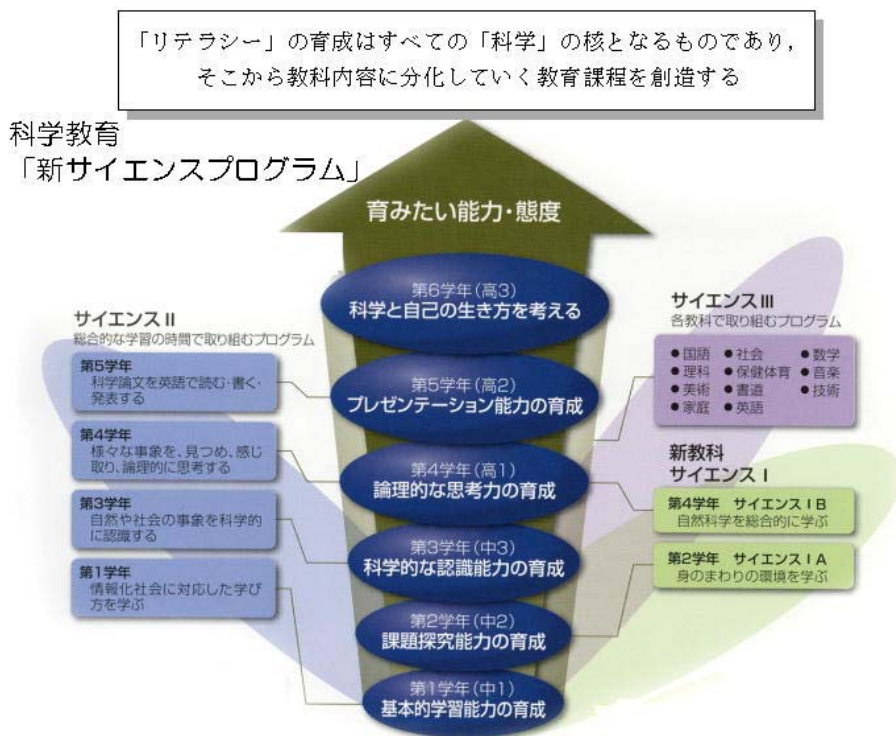 「リテラシー」の育成はすべての「科学」の核となるものであり，
そこから教科内容に分化していく教育課程を創造する
科学教育
「新サイエンスプログラム」
育みたい能力・態度
第6学年(高3)
科学と自己の生き方を考える
第5学年(高2)
プレゼンテーション能力の育成
第4学年(高1)
論理的な思考力の育成
第3学年(中3)
科学的な認識能力の育成
第2学年(中2)
課題探究能力の育成
第1学年(中1)
基本的学習能力の育成
サイエンスⅡ
総合的な学習の時間で取り組むプログラム
第5学年
科学論文を英語で読む・書く・
発表する
第4学年
様々な事象を、見つめ、感じ
取り、論理的に思考する
第3学年
自然や社会の事象を科学的
に認識する
第1学年
情報化社会に対応した学び
方を学ぶ
サイエンスⅢ
各教科で取り組むプログラム
●国語 ●社会 ●数学
●理科 ●保健体育 ●音楽
●美術 ●書道 ●技術
●家庭 ●英語
新教科
サイエンスⅠ
第4学年 サイエンスⅠB
自然科学を総合的に学ぶ
第2学年 サイエンスⅠA
身のまわりの環境を学ぶ